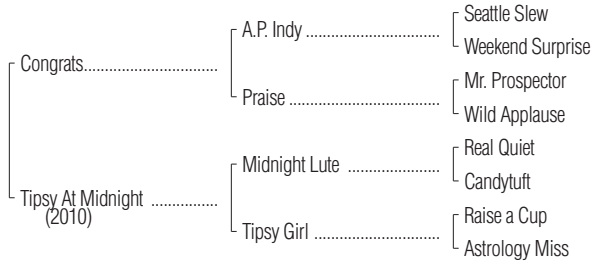 Seattle Slew
A.P. Indy ..............................
Weekend Surprise
Congrats..............................
Mr. Prospector
Praise ..................................
Wild Applause
Real Quiet
Midnight Lute ....................
Candytuft
Tipsy At Midnight ...............
(2010)
Raise a Cup
Tipsy Girl ............................
Astrology Miss